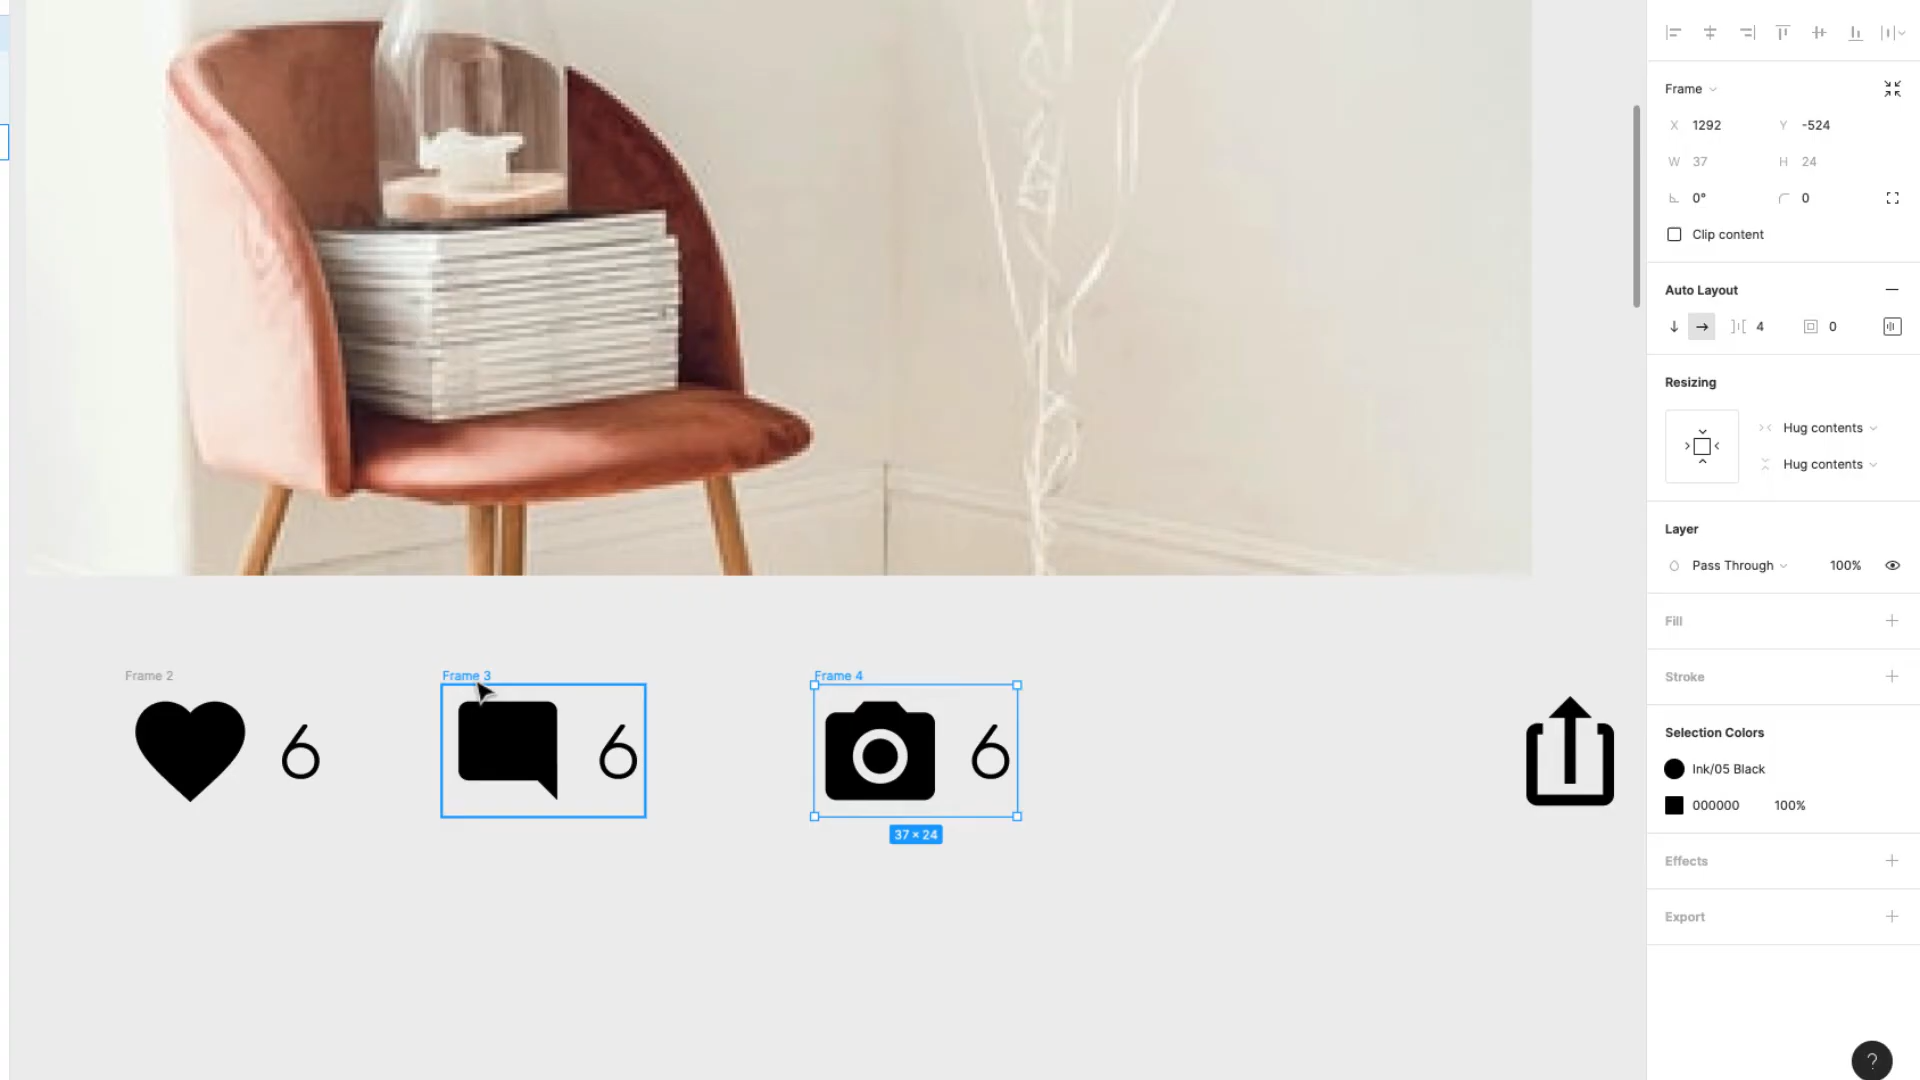 Frame
X 1292 Y -524
W 37 H 24
0° 0
Clip content
Auto Layout
4 0
Resizing
Hug contents
Hug contents
Layer
Pass Through 100%
Fill
Stroke
Selection Colors
Ink/05 Black
000000 100%
Effects
Export
?
Frame 2 Frame 3 Frame 4
6 6 6
37 × 24